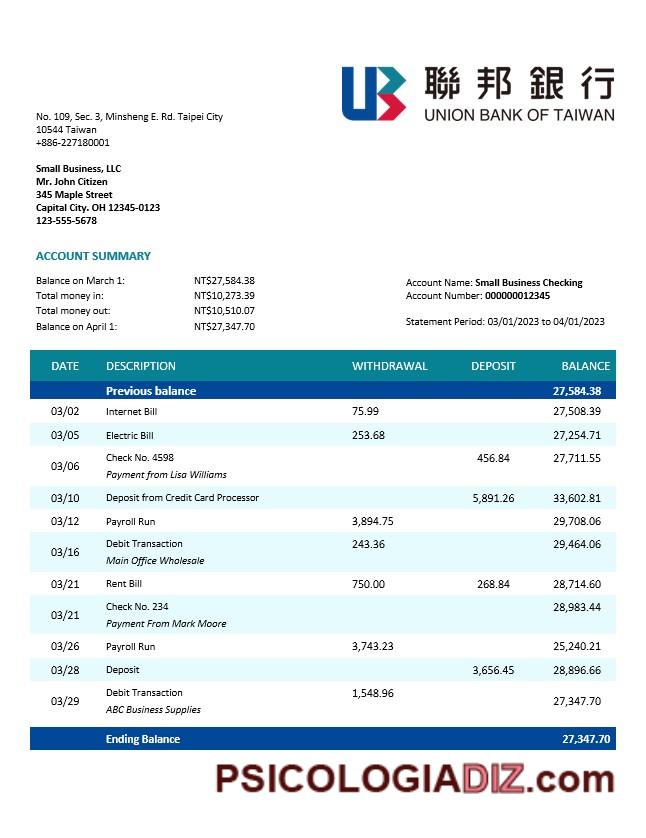 聯邦銀行
UNION BANK OF TAIWAN
No. 109, Sec. 3, Minsheng E. Rd. Taipei City
10544 Taiwan
+886-227180001
Small Business, LLC
Mr. John Citizen
345 Maple Street
Capital City. OH 12345-0123
123-555-5678
ACCOUNT SUMMARY
Balance on March 1: NT$27,584.38
Total money in: NT$10,273.39
Total money out: NT$10,510.07
Balance on April 1: NT$27,347.70
Account Name: Small Business Checking
Account Number: 000000012345
Statement Period: 03/01/2023 to 04/01/2023
DATE DESCRIPTION WITHDRAWAL DEPOSIT BALANCE
Previous balance 27,584.38
03/02 Internet Bill 75.99 27,508.39
03/05 Electric Bill 253.68 27,254.71
03/06 Check No. 4598 456.84 27,711.55
Payment from Lisa Williams
03/10 Deposit from Credit Card Processor 5,891.26 33,602.81
03/12 Payroll Run 3,894.75 29,708.06
03/16 Debit Transaction 243.36 29,464.06
Main Office Wholesale
03/21 Rent Bill 750.00 268.84 28,714.60
03/21 Check No. 234 28,983.44
Payment From Mark Moore
03/26 Payroll Run 3,743.23 25,240.21
03/28 Deposit 3,656.45 28,896.66
03/29 Debit Transaction 1,548.96 27,347.70
ABC Business Supplies
Ending Balance 27,347.70
PSICOLOGIADIZ.com